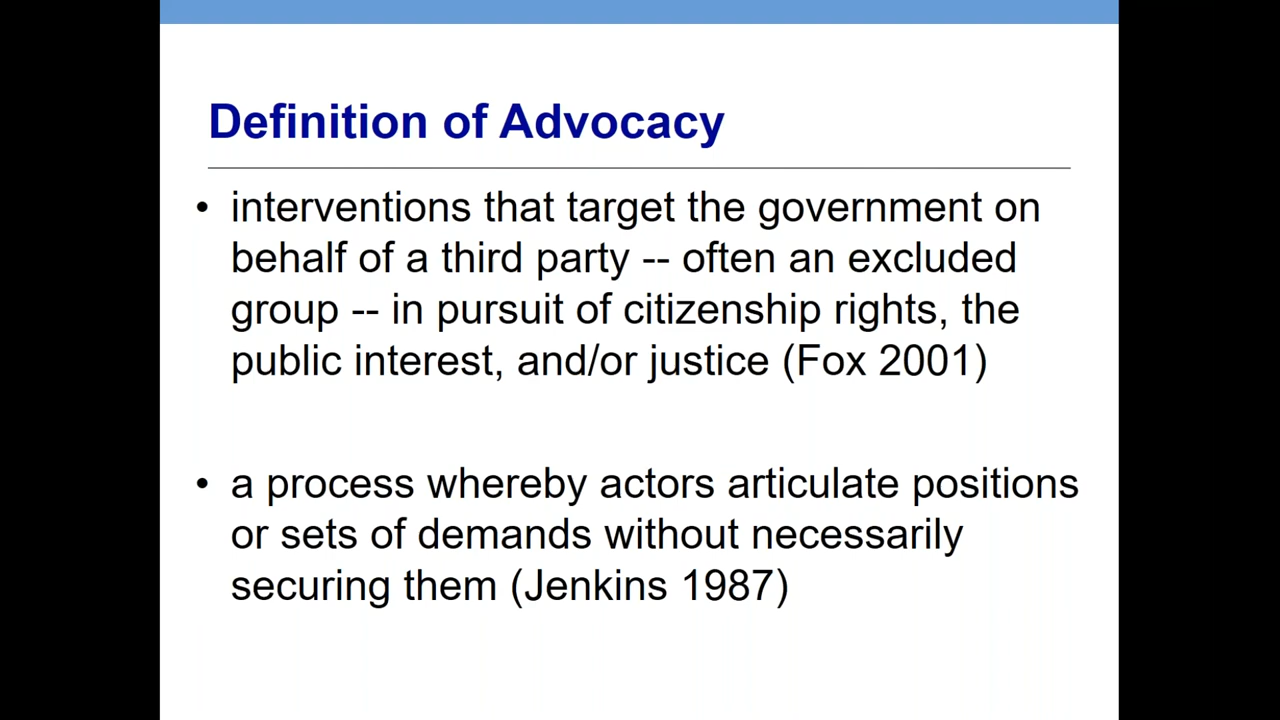 Definition of Advocacy
• interventions that target the government on
behalf of a third party -- often an excluded
group -- in pursuit of citizenship rights, the
public interest, and/or justice (Fox 2001)
• a process whereby actors articulate positions
or sets of demands without necessarily
securing them (Jenkins 1987)